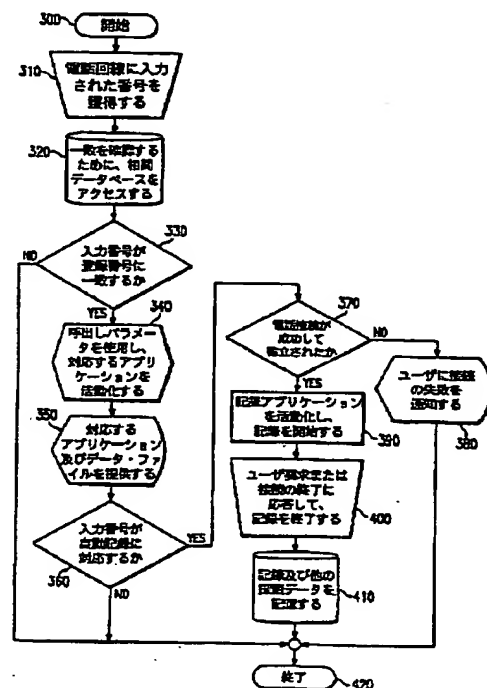 300
開始
310
電話回線に入力
された番号を
獲得する
320
一致を確認する
ために、相関
データベースを
アクセスする
330
入力番号が
登録番号に
一致するか
NO
YES
340
呼出しパラメー
タを使用し、
対応するアプリ
ケーションを
活動化する
350
対応する
アプリケーション
及びデータ・ファ
イルを提供する
360
入力番号が
自動記録に
対応するか
YES
NO
370
電話接続が
成功して
確立されたか
NO
YES
380
ユーザに接続
の失敗を
通知する
390
記録アプリケーション
を活動化し、
記録を開始する
400
ユーザ要求または
接続の終了に
応答して、
記録を終了する
410
記録及び他の
関連データを
記憶する
終了
420